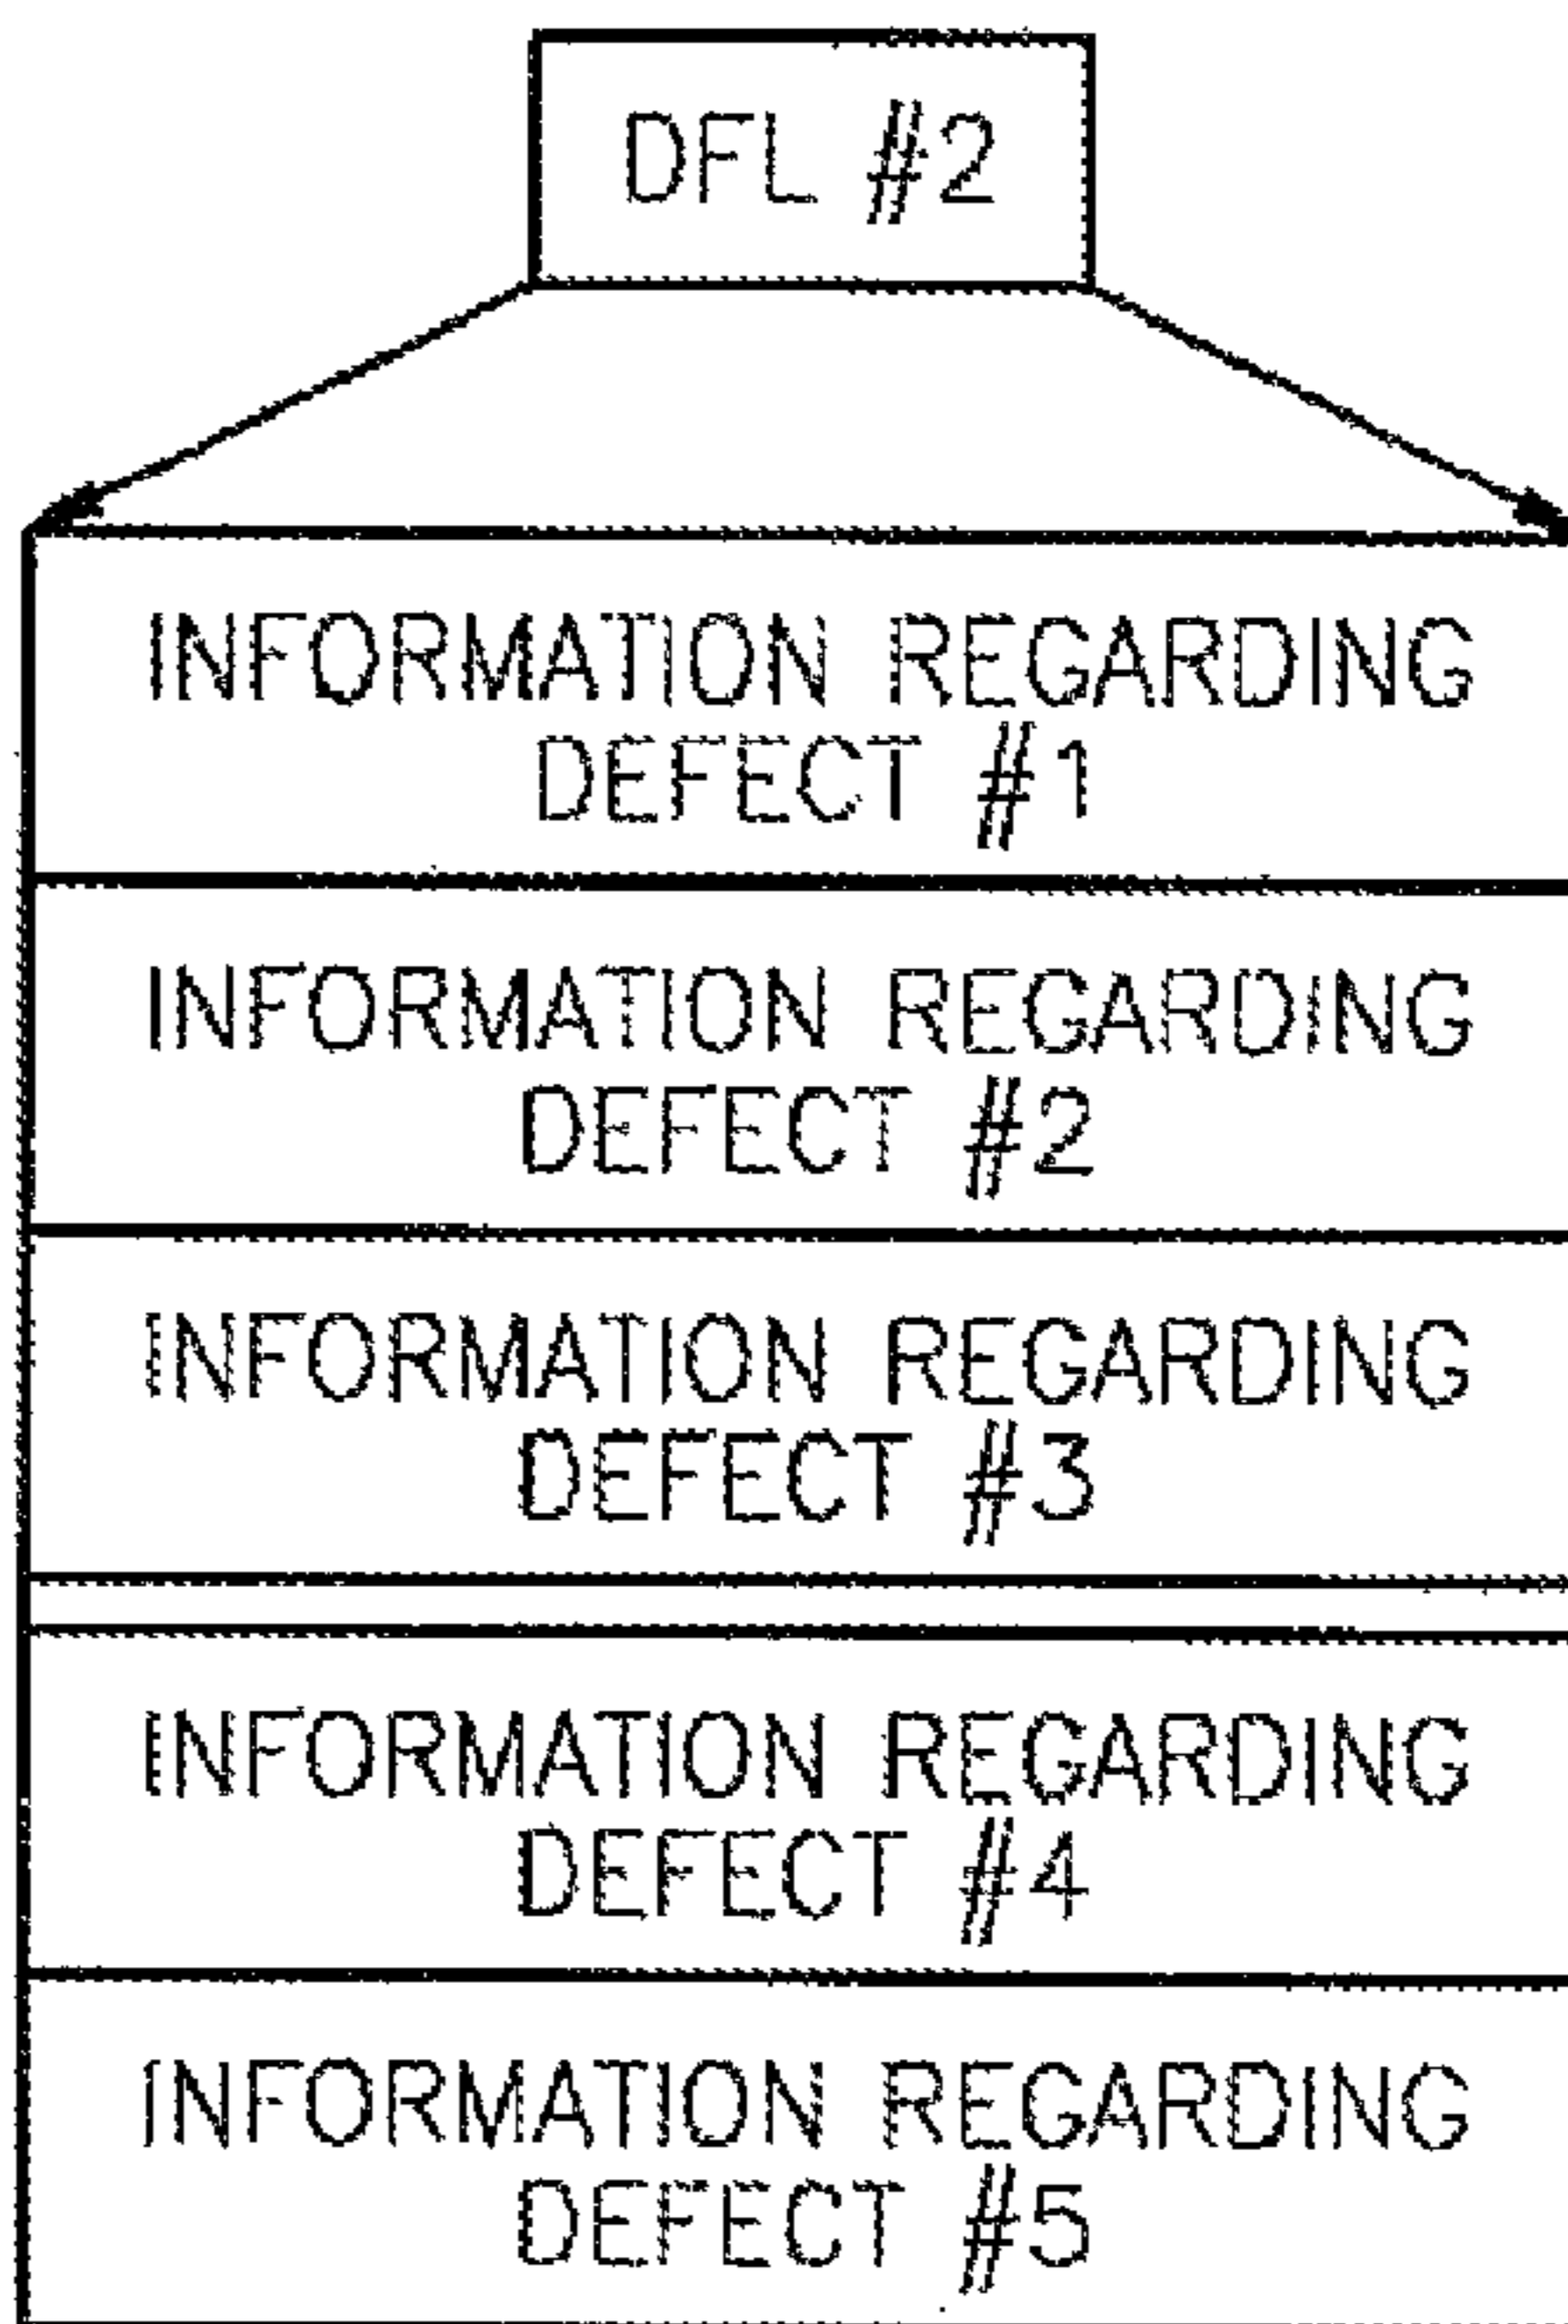 DFL #2
INFORMATION REGARDING
DEFECT #1
INFORMATION REGARDING
DEFECT #2
INFORMATION REGARDING
DEFECT #3
INFORMATION REGARDING
DEFECT #4
INFORMATION REGARDING
DEFECT #5